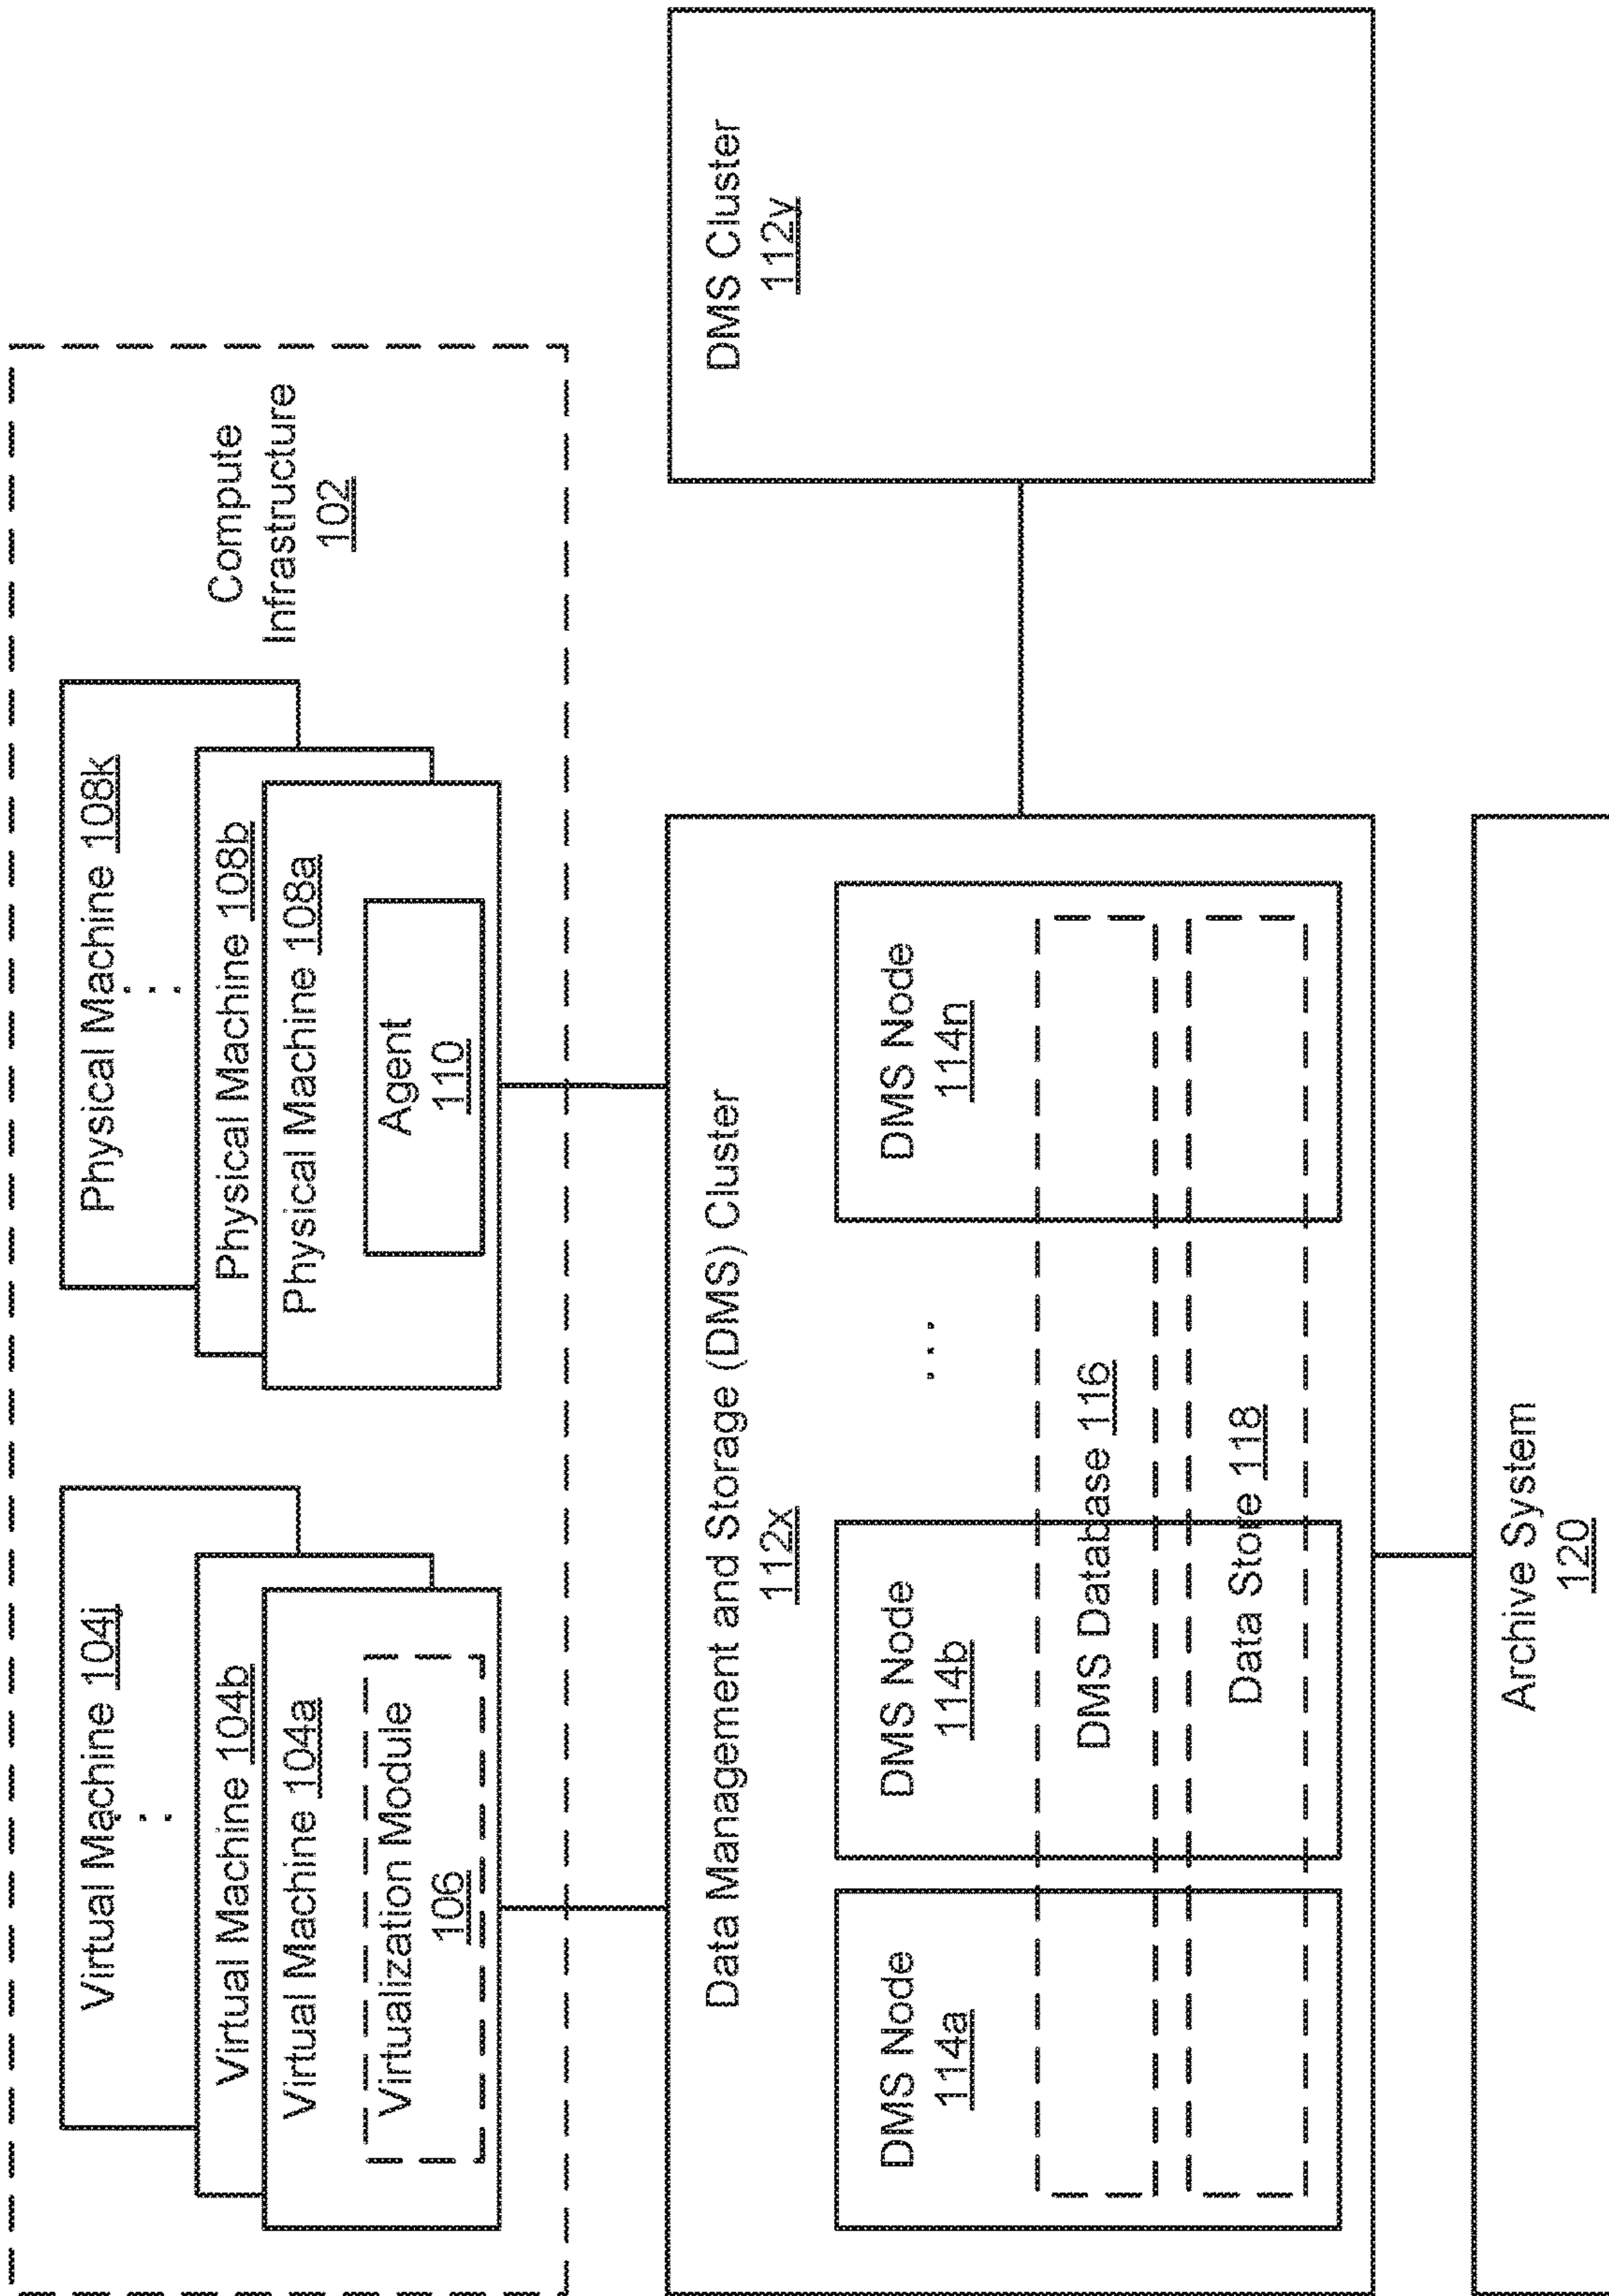 Virtual Machine 104j
Virtual Machine 104b
Virtual Machine 104a
Virtualization Module
106
Physical Machine 108k
Physical Machine 108b
Physical Machine 108a
Agent
110
Compute
Infrastructure
102
Data Management and Storage (DMS) Cluster
112x
DMS Node
114a
DMS Node
114b
...
DMS Node
114n
DMS Database 116
Data Store 118
DMS Cluster
112y
Archive System
120